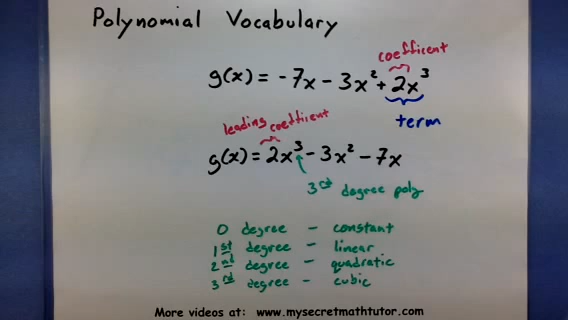 Polynomial Vocabulary
coefficent
g(x) = -7x - 3x² + 2x³
term
leading coefficient
g(x) = 2x³ - 3x² - 7x
3rd degree poly
0 degree - constant
1st degree - linear
2nd degree - quadratic
3rd degree - cubic
More videos at: www.mysecretmathtutor.com